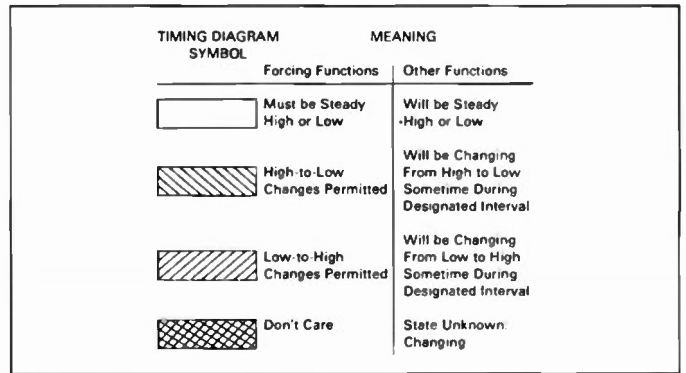 TIMING DIAGRAM SYMBOL
MEANING
Forcing Functions
Other Functions
Must be Steady
High or Low
Will be Steady
High or Low
High-to-Low
Changes Permitted
Will be Changing
From High to Low
Sometime During
Designated Interval
Low-to-High
Changes Permitted
Will be Changing
From Low to High
Sometime During
Designated Interval
Don't Care
State Unknown
Changing